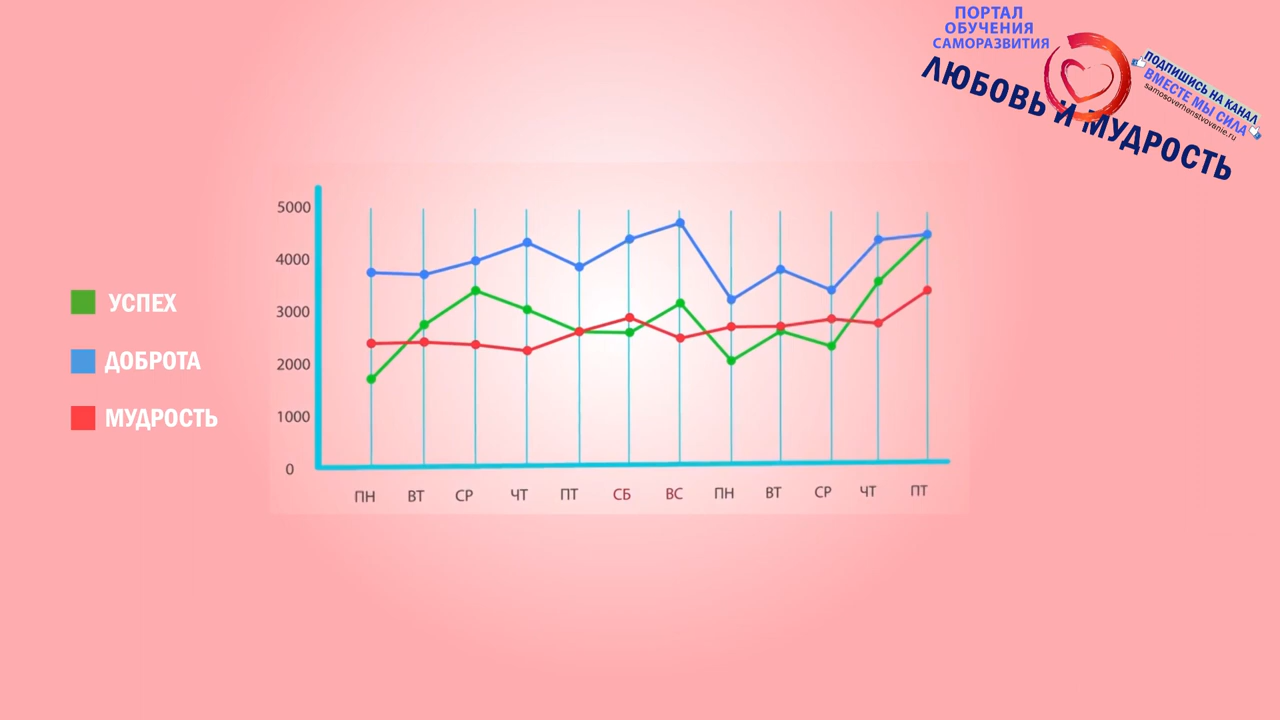 ПОРТАЛ
ОБУЧЕНИЯ
САМОРАЗВИТИЯ
ЛЮБОВЬ И МУДРОСТЬ
ПОДПИШИСЬ НА КАНАЛ
ВМЕСТЕ МЫ СИЛА
samosoverhenstvovanie.ru
УСПЕХ
ДОБРОТА
МУДРОСТЬ
5000
4000
3000
2000
1000
0
ПН ВТ СР ЧТ ПТ СБ ВС ПН ВТ СР ЧТ ПТ